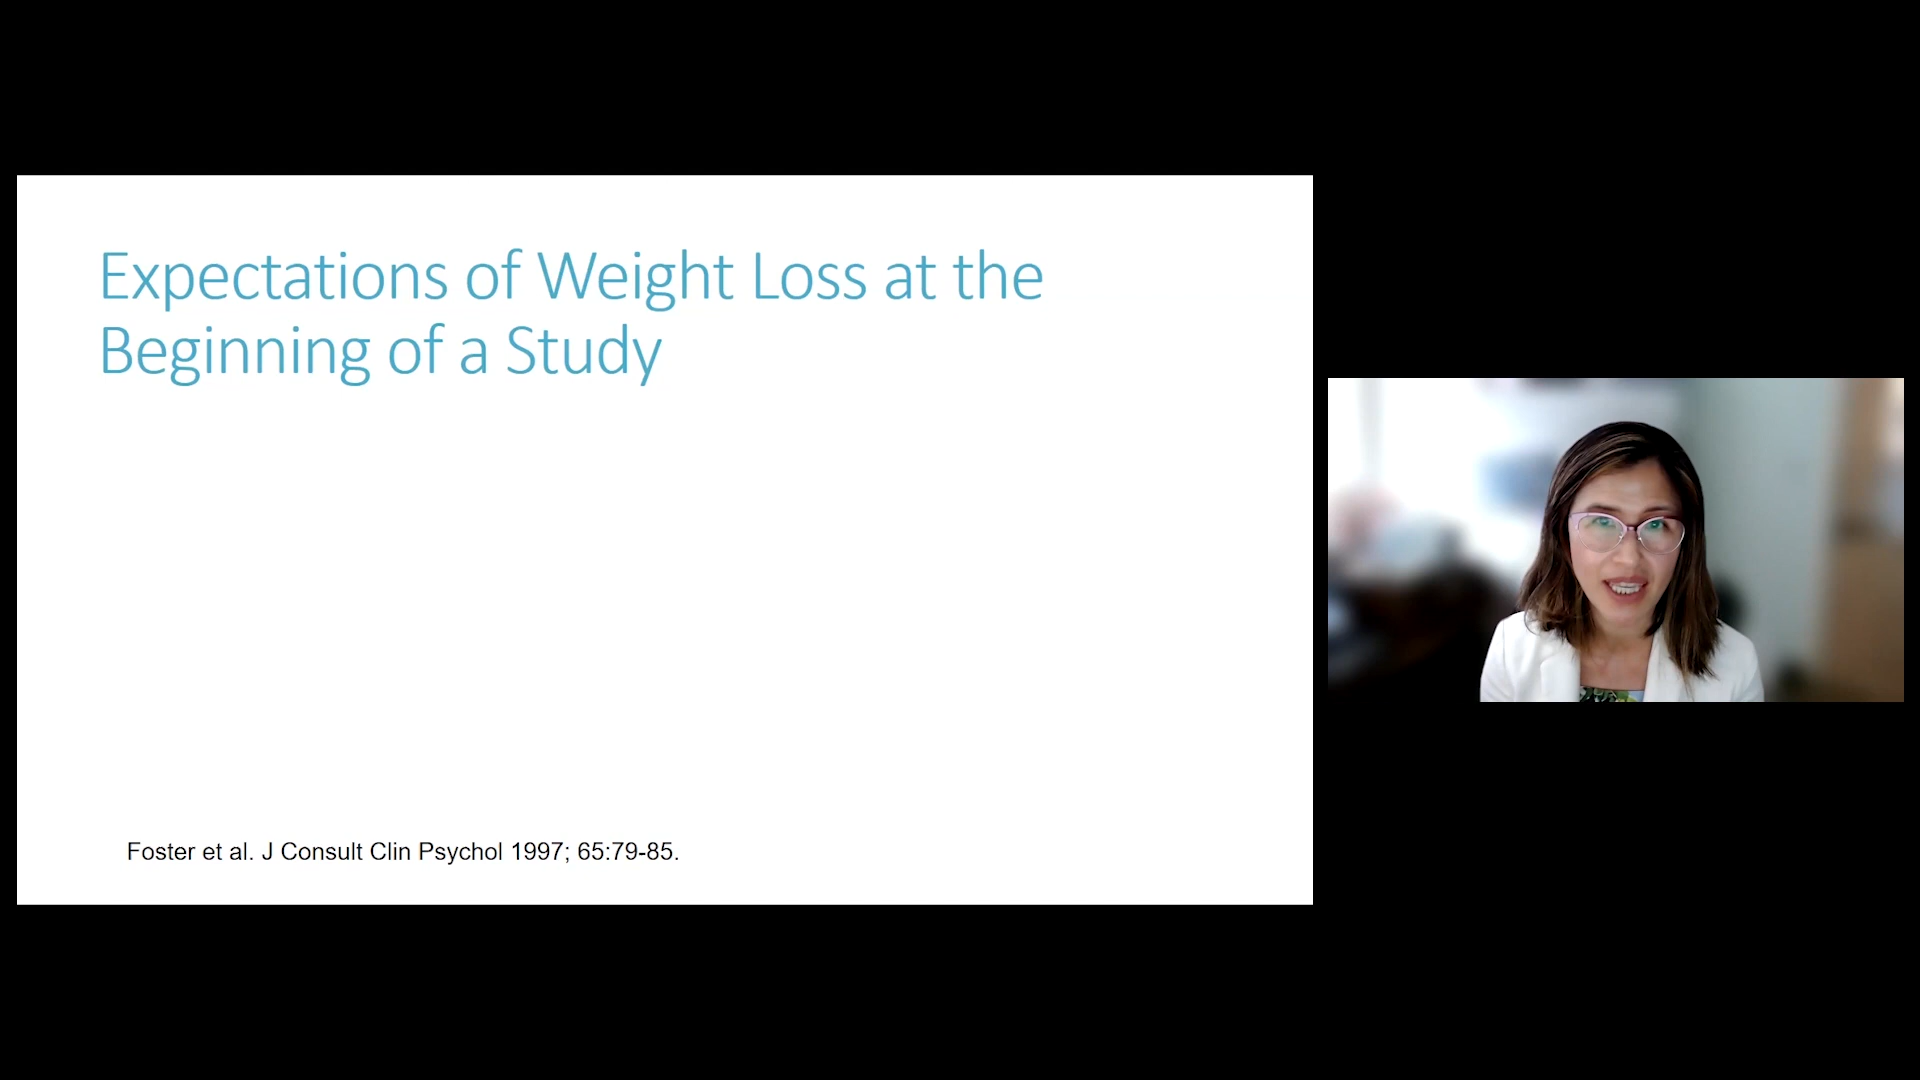 Expectations of Weight Loss at the
Beginning of a Study
Foster et al. J Consult Clin Psychol 1997; 65:79-85.